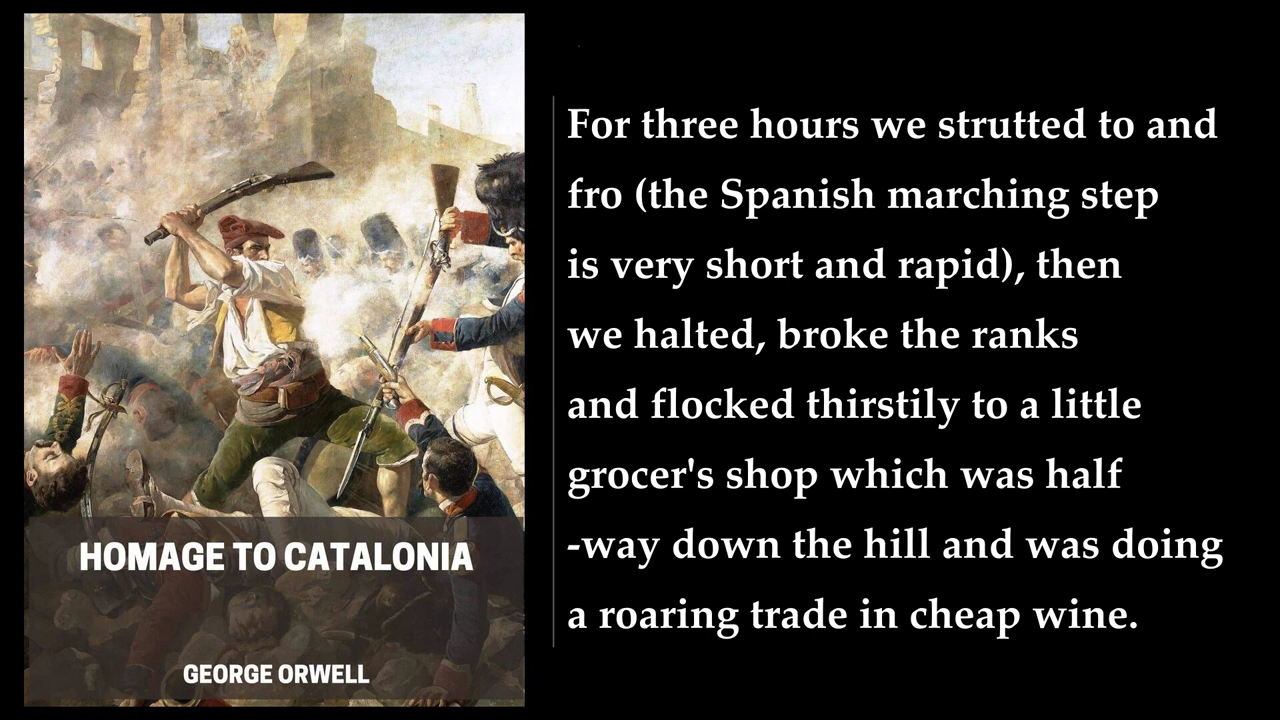 HOMAGE TO CATALONIA
GEORGE ORWELL
For three hours we strutted to and
fro (the Spanish marching step
is very short and rapid), then
we halted, broke the ranks
and flocked thirstily to a little
grocer's shop which was half
-way down the hill and was doing
a roaring trade in cheap wine.